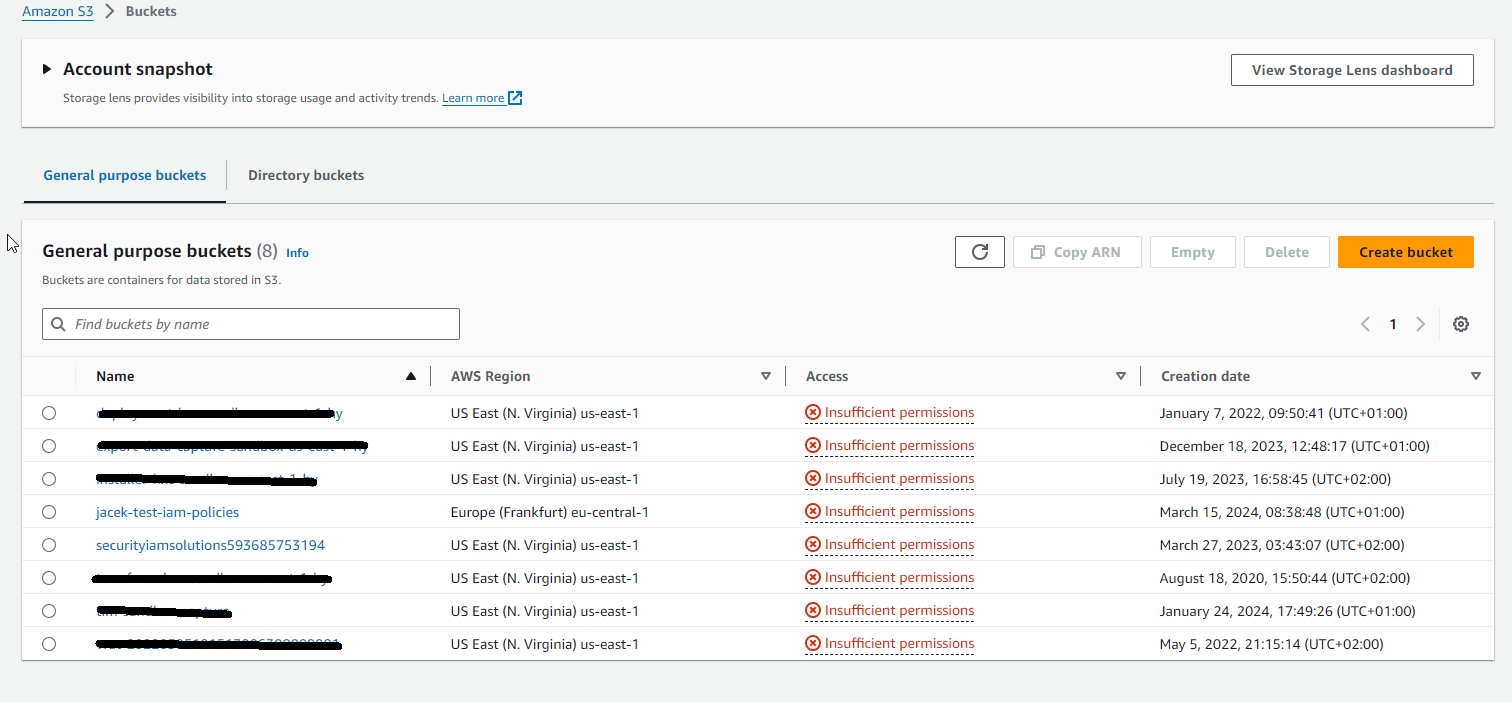 Amazon S3 > Buckets
Account snapshot
View Storage Lens dashboard
Storage lens provides visibility into storage usage and activity trends. Learn more
General purpose buckets Directory buckets
General purpose buckets (8) Info
Copy ARN Empty Delete Create bucket
Buckets are containers for data stored in S3.
Find buckets by name
1
Name AWS Region Access Creation date
US East (N. Virginia) us-east-1 Insufficient permissions January 7, 2022, 09:50:41 (UTC+01:00)
US East (N. Virginia) us-east-1 Insufficient permissions December 18, 2023, 12:48:17 (UTC+01:00)
US East (N. Virginia) us-east-1 Insufficient permissions July 19, 2023, 16:58:45 (UTC+02:00)
jacek-test-iam-policies Europe (Frankfurt) eu-central-1 Insufficient permissions March 15, 2024, 08:38:48 (UTC+01:00)
securityiamsolutions593685753194 US East (N. Virginia) us-east-1 Insufficient permissions March 27, 2023, 03:43:07 (UTC+02:00)
US East (N. Virginia) us-east-1 Insufficient permissions August 18, 2020, 15:50:44 (UTC+02:00)
US East (N. Virginia) us-east-1 Insufficient permissions January 24, 2024, 17:49:26 (UTC+01:00)
US East (N. Virginia) us-east-1 Insufficient permissions May 5, 2022, 21:15:14 (UTC+02:00)